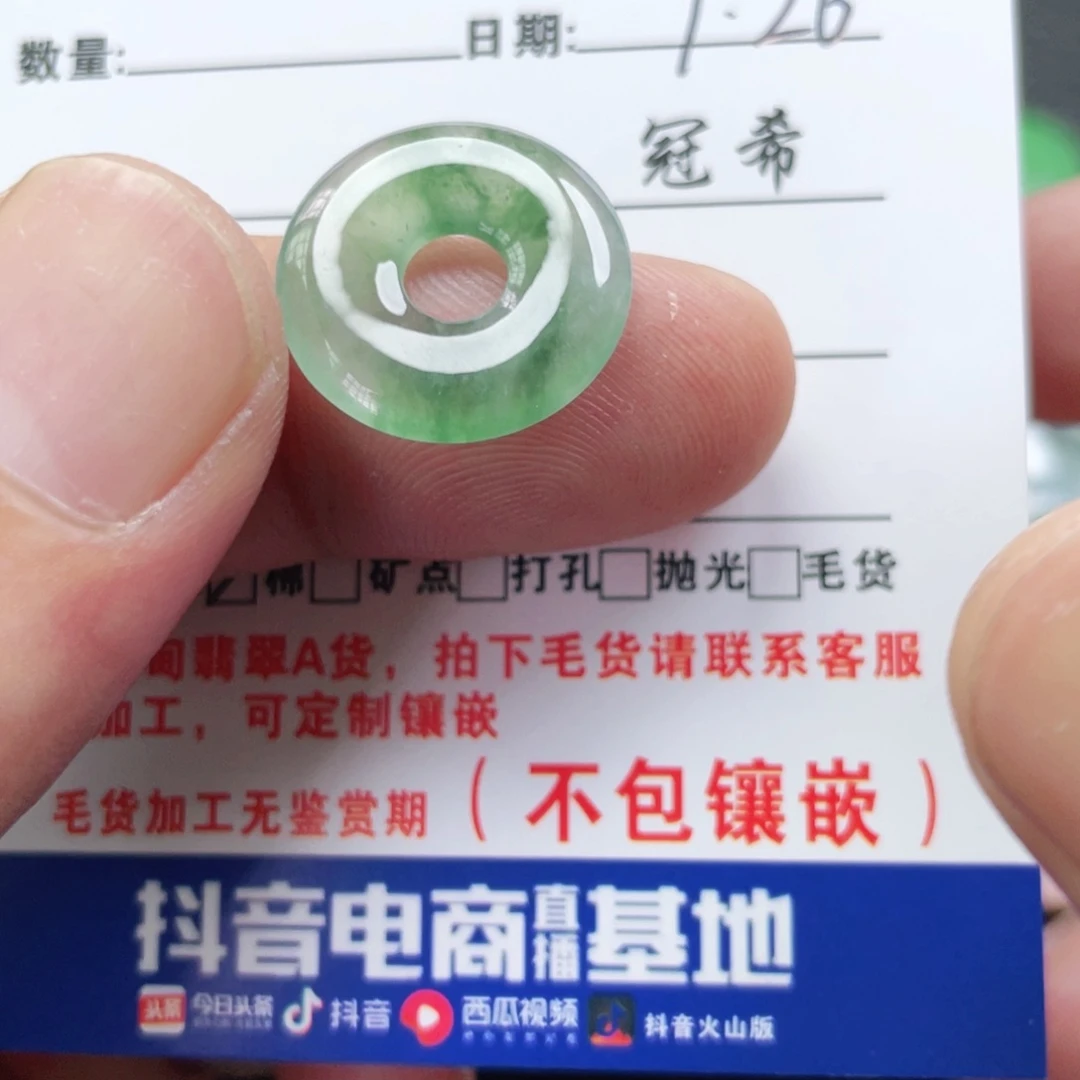 数量: 日期: 1.26
冠希
棉 矿点 打孔 抛光 毛货
翡翠A货，拍下毛货请联系客服
加工，可定制镶嵌
毛货加工无鉴赏期（不包镶嵌）
抖音电商直播基地
头条 今日头条 抖音 西瓜视频 抖音火山版